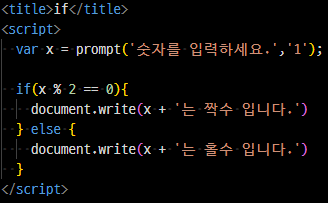 <title>if</title>
<script>
var x = prompt('숫자를 입력하세요.','1');
if(x % 2 == 0){
document.write(x + '는 짝수 입니다.')
} else {
document.write(x + '는 홀수 입니다.')
}
</script>